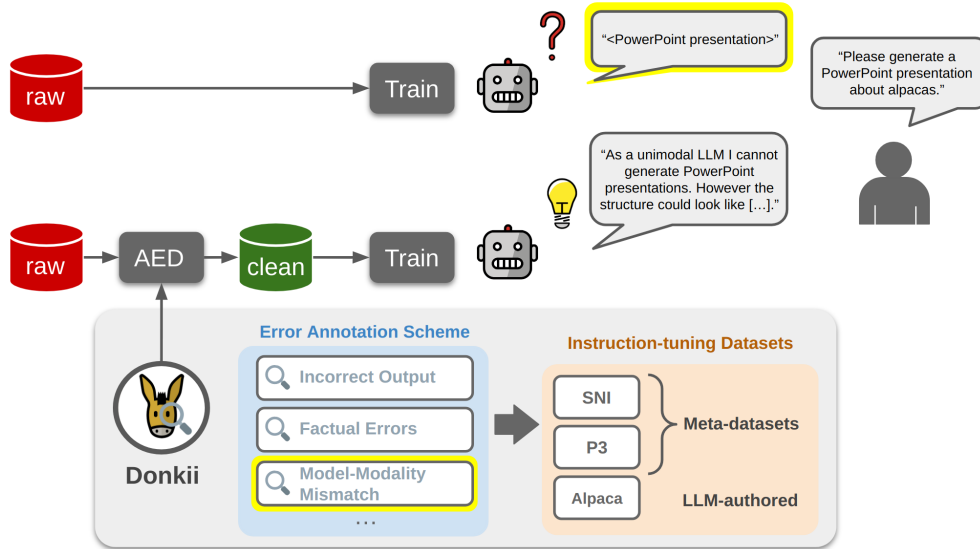 “<PowerPoint presentation>”
“Please generate a
PowerPoint presentation
about alpacas.”
raw
Train
“As a unimodal LLM I cannot
generate PowerPoint
presentations. However the
structure could look like [...].”
raw
AED
clean
Train
Error Annotation Scheme
Incorrect Output
Factual Errors
Model-Modality
Mismatch
...
Instruction-tuning Datasets
SNI
P3
Meta-datasets
Alpaca
LLM-authored
Donkii